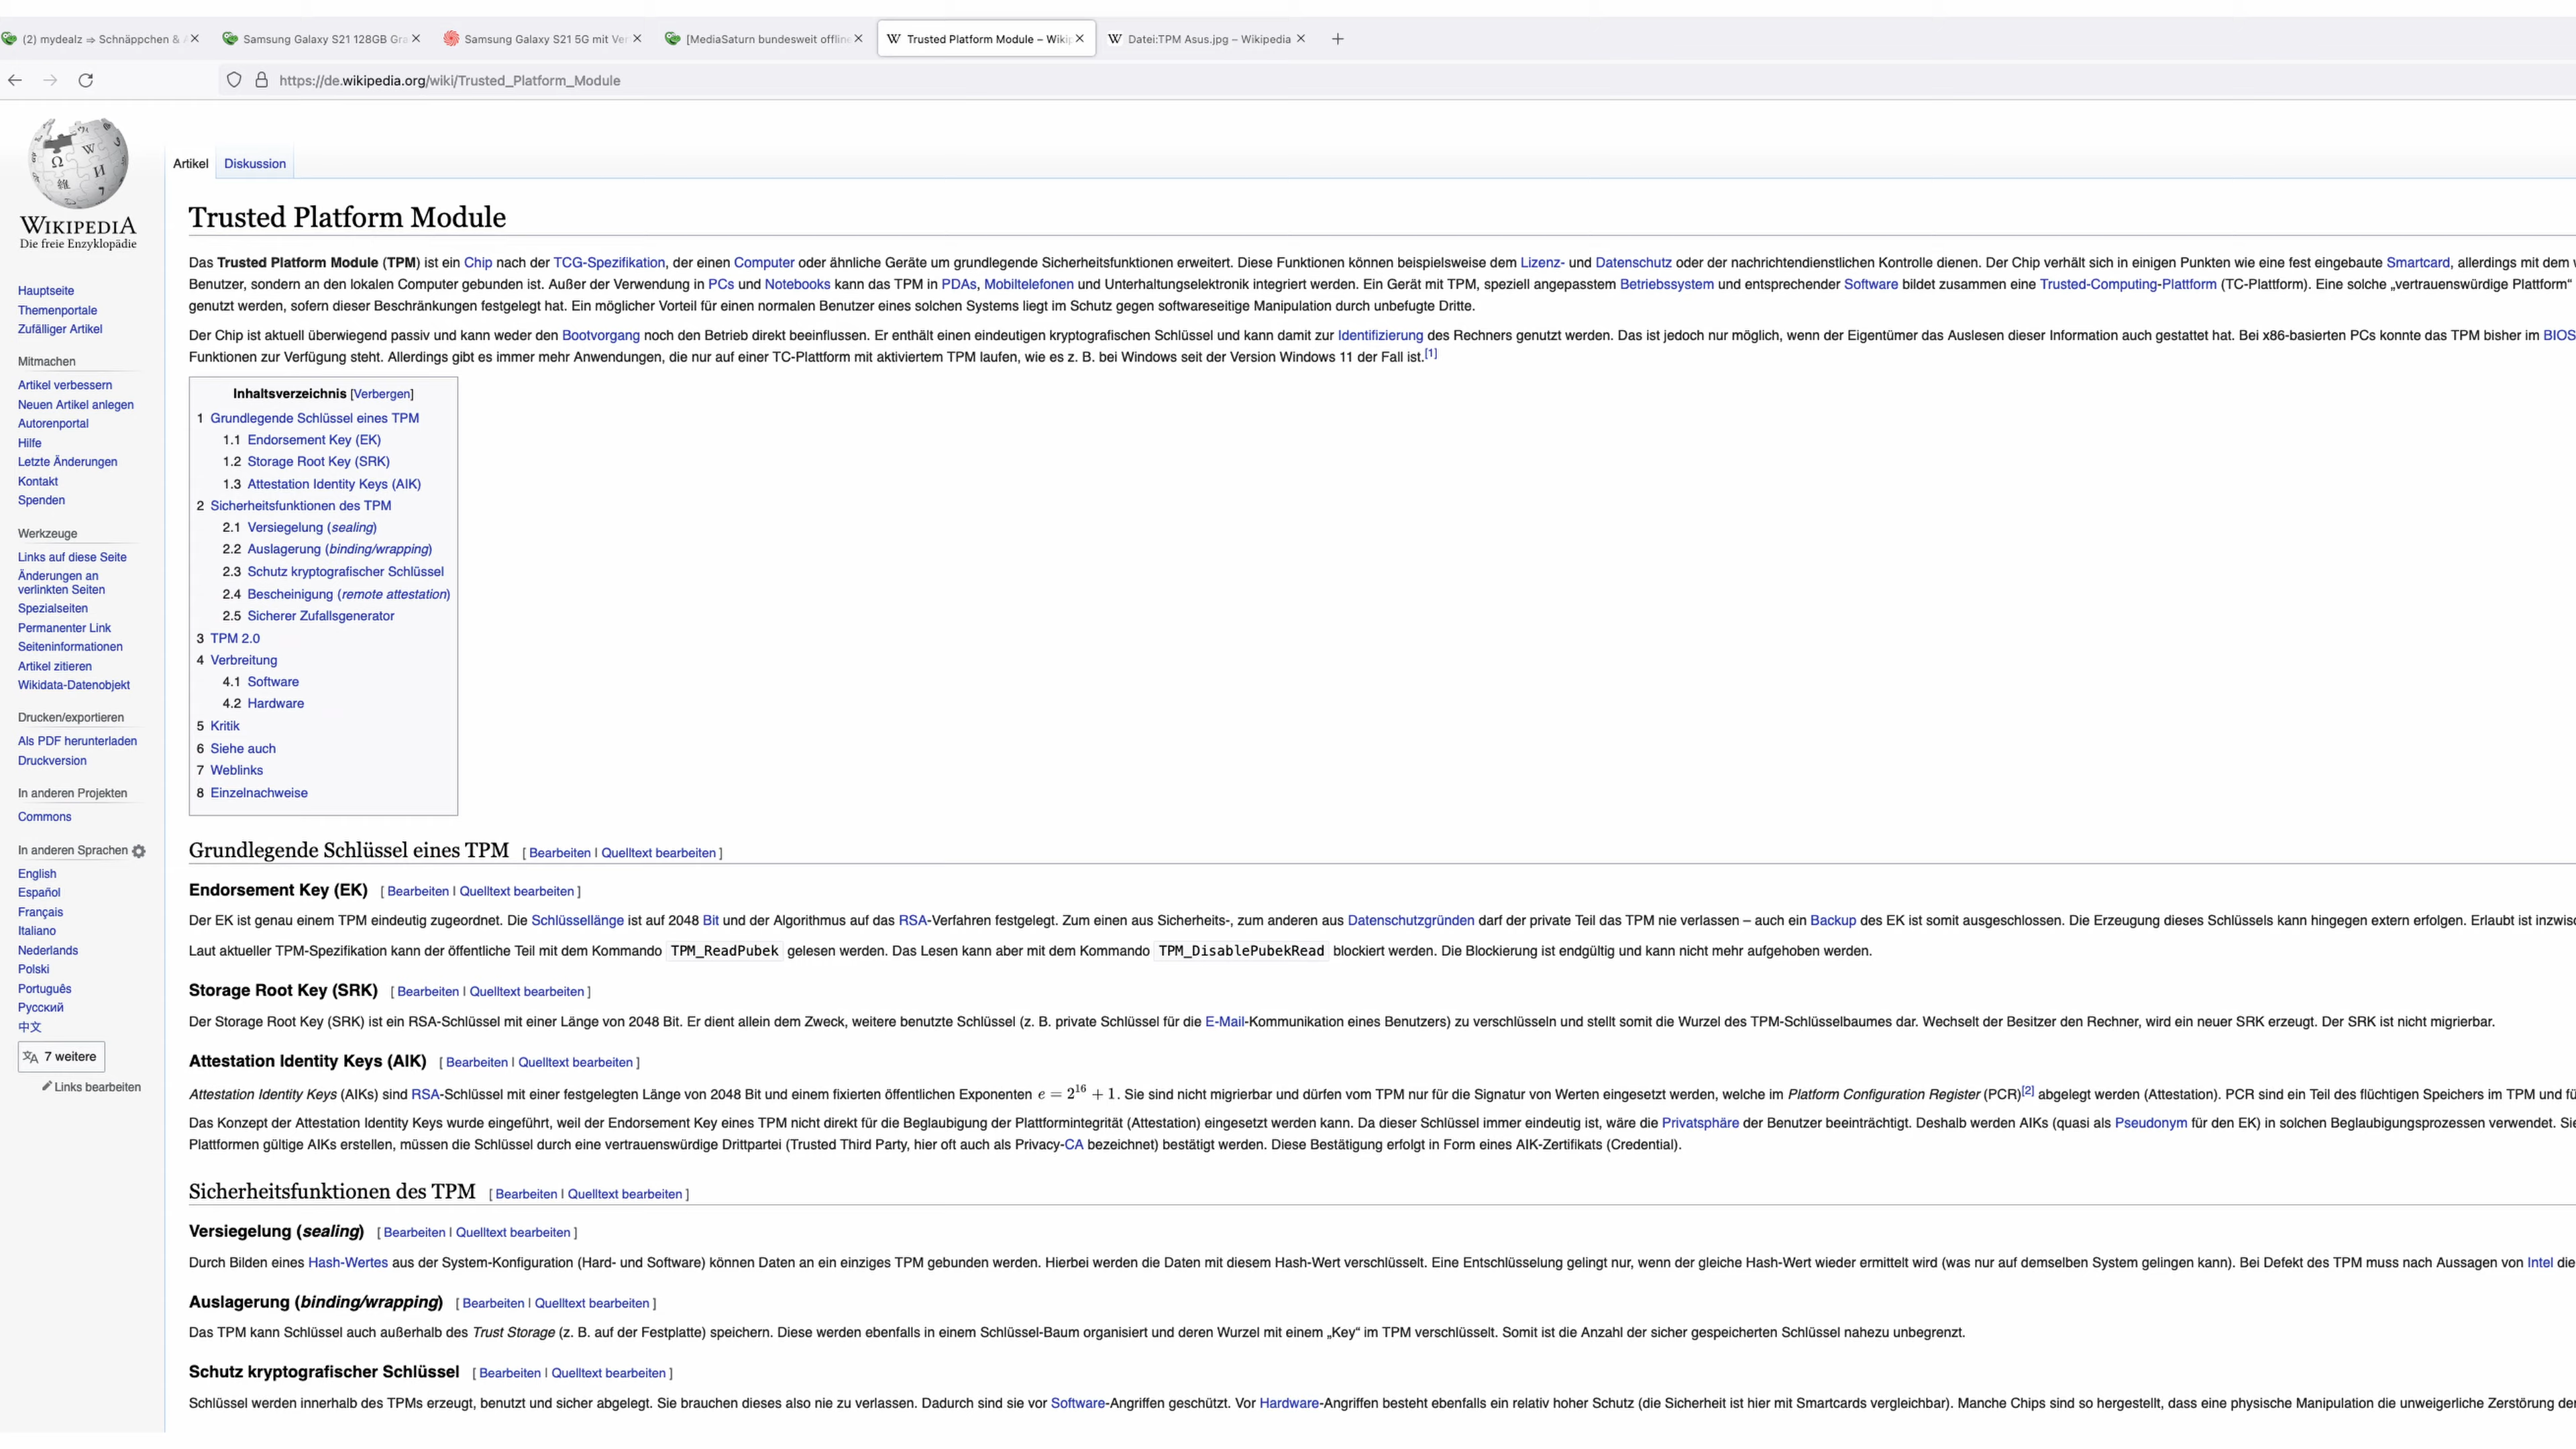 (2) mydealz ⇒ Schnäppchen &
Samsung Galaxy S21 128GB Gra
Samsung Galaxy S21 5G mit Ver
[MediaSaturn bundesweit offline
Trusted Platform Module – Wiki
Datei:TPM Asus.jpg – Wikipedia
https://de.wikipedia.org/wiki/Trusted_Platform_Module
WIKIPEDIA
Die freie Enzyklopädie
Hauptseite
Themenportale
Zufälliger Artikel
Mitmachen
Artikel verbessern
Neuen Artikel anlegen
Autorenportal
Hilfe
Letzte Änderungen
Kontakt
Spenden
Werkzeuge
Links auf diese Seite
Änderungen an
verlinkten Seiten
Spezialseiten
Permanenter Link
Seiteninformationen
Artikel zitieren
Wikidata-Datenobjekt
Drucken/exportieren
Als PDF herunterladen
Druckversion
In anderen Projekten
Commons
In anderen Sprachen
English
Español
Français
Italiano
Nederlands
Polski
Português
Русский
中文
7 weitere
Links bearbeiten
Artikel Diskussion
Trusted Platform Module
Das Trusted Platform Module (TPM) ist ein Chip nach der TCG-Spezifikation, der einen Computer oder ähnliche Geräte um grundlegende Sicherheitsfunktionen erweitert. Diese Funktionen können beispielsweise dem Lizenz- und Datenschutz oder der nachrichtendienstlichen Kontrolle dienen. Der Chip verhält sich in einigen Punkten wie eine fest eingebaute Smartcard, allerdings mit dem
Benutzer, sondern an den lokalen Computer gebunden ist. Außer der Verwendung in PCs und Notebooks kann das TPM in PDAs, Mobiltelefonen und Unterhaltungselektronik integriert werden. Ein Gerät mit TPM, speziell angepasstem Betriebssystem und entsprechender Software bildet zusammen eine Trusted-Computing-Plattform (TC-Plattform). Eine solche „vertrauenswürdige Plattform“
genutzt werden, sofern dieser Beschränkungen festgelegt hat. Ein möglicher Vorteil für einen normalen Benutzer eines solchen Systems liegt im Schutz gegen softwareseitige Manipulation durch unbefugte Dritte.
Der Chip ist aktuell überwiegend passiv und kann weder den Bootvorgang noch den Betrieb direkt beeinflussen. Er enthält einen eindeutigen kryptografischen Schlüssel und kann damit zur Identifizierung des Rechners genutzt werden. Das ist jedoch nur möglich, wenn der Eigentümer das Auslesen dieser Information auch gestattet hat. Bei x86-basierten PCs konnte das TPM bisher im BIOS
Funktionen zur Verfügung steht. Allerdings gibt es immer mehr Anwendungen, die nur auf einer TC-Plattform mit aktiviertem TPM laufen, wie es z. B. bei Windows seit der Version Windows 11 der Fall ist.[1]
Inhaltsverzeichnis [Verbergen]
1 Grundlegende Schlüssel eines TPM
1.1 Endorsement Key (EK)
1.2 Storage Root Key (SRK)
1.3 Attestation Identity Keys (AIK)
2 Sicherheitsfunktionen des TPM
2.1 Versiegelung (sealing)
2.2 Auslagerung (binding/wrapping)
2.3 Schutz kryptografischer Schlüssel
2.4 Bescheinigung (remote attestation)
2.5 Sicherer Zufallsgenerator
3 TPM 2.0
4 Verbreitung
4.1 Software
4.2 Hardware
5 Kritik
6 Siehe auch
7 Weblinks
8 Einzelnachweise
Grundlegende Schlüssel eines TPM [ Bearbeiten | Quelltext bearbeiten ]
Endorsement Key (EK) [ Bearbeiten | Quelltext bearbeiten ]
Der EK ist genau einem TPM eindeutig zugeordnet. Die Schlüssellänge ist auf 2048 Bit und der Algorithmus auf das RSA-Verfahren festgelegt. Zum einen aus Sicherheits-, zum anderen aus Datenschutzgründen darf der private Teil das TPM nie verlassen – auch ein Backup des EK ist somit ausgeschlossen. Die Erzeugung dieses Schlüssels kann hingegen extern erfolgen. Erlaubt ist inzwisc
Laut aktueller TPM-Spezifikation kann der öffentliche Teil mit dem Kommando TPM_ReadPubek gelesen werden. Das Lesen kann aber mit dem Kommando TPM_DisablePubekRead blockiert werden. Die Blockierung ist endgültig und kann nicht mehr aufgehoben werden.
Storage Root Key (SRK) [ Bearbeiten | Quelltext bearbeiten ]
Der Storage Root Key (SRK) ist ein RSA-Schlüssel mit einer Länge von 2048 Bit. Er dient allein dem Zweck, weitere benutzte Schlüssel (z. B. private Schlüssel für die E-Mail-Kommunikation eines Benutzers) zu verschlüsseln und stellt somit die Wurzel des TPM-Schlüsselbaumes dar. Wechselt der Besitzer den Rechner, wird ein neuer SRK erzeugt. Der SRK ist nicht migrierbar.
Attestation Identity Keys (AIK) [ Bearbeiten | Quelltext bearbeiten ]
Attestation Identity Keys (AIKs) sind RSA-Schlüssel mit einer festgelegten Länge von 2048 Bit und einem fixierten öffentlichen Exponenten e = 2^16 + 1. Sie sind nicht migrierbar und dürfen vom TPM nur für die Signatur von Werten eingesetzt werden, welche im Platform Configuration Register (PCR)[2] abgelegt werden (Attestation). PCR sind ein Teil des flüchtigen Speichers im TPM und fü
Das Konzept der Attestation Identity Keys wurde eingeführt, weil der Endorsement Key eines TPM nicht direkt für die Beglaubigung der Plattformintegrität (Attestation) eingesetzt werden kann. Da dieser Schlüssel immer eindeutig ist, wäre die Privatsphäre der Benutzer beeinträchtigt. Deshalb werden AIKs (quasi als Pseudonym für den EK) in solchen Beglaubigungsprozessen verwendet. Sie
Plattformen gültige AIKs erstellen, müssen die Schlüssel durch eine vertrauenswürdige Drittpartei (Trusted Third Party, hier oft auch als Privacy-CA bezeichnet) bestätigt werden. Diese Bestätigung erfolgt in Form eines AIK-Zertifikats (Credential).
Sicherheitsfunktionen des TPM [ Bearbeiten | Quelltext bearbeiten ]
Versiegelung (sealing) [ Bearbeiten | Quelltext bearbeiten ]
Durch Bilden eines Hash-Wertes aus der System-Konfiguration (Hard- und Software) können Daten an ein einziges TPM gebunden werden. Hierbei werden die Daten mit diesem Hash-Wert verschlüsselt. Eine Entschlüsselung gelingt nur, wenn der gleiche Hash-Wert wieder ermittelt wird (was nur auf demselben System gelingen kann). Bei Defekt des TPM muss nach Aussagen von Intel die
Auslagerung (binding/wrapping) [ Bearbeiten | Quelltext bearbeiten ]
Das TPM kann Schlüssel auch außerhalb des Trust Storage (z. B. auf der Festplatte) speichern. Diese werden ebenfalls in einem Schlüssel-Baum organisiert und deren Wurzel mit einem „Key“ im TPM verschlüsselt. Somit ist die Anzahl der sicher gespeicherten Schlüssel nahezu unbegrenzt.
Schutz kryptografischer Schlüssel [ Bearbeiten | Quelltext bearbeiten ]
Schlüssel werden innerhalb des TPMs erzeugt, benutzt und sicher abgelegt. Sie brauchen dieses also nie zu verlassen. Dadurch sind sie vor Software-Angriffen geschützt. Vor Hardware-Angriffen besteht ebenfalls ein relativ hoher Schutz (die Sicherheit ist hier mit Smartcards vergleichbar). Manche Chips sind so hergestellt, dass eine physische Manipulation die unweigerliche Zerstörung der